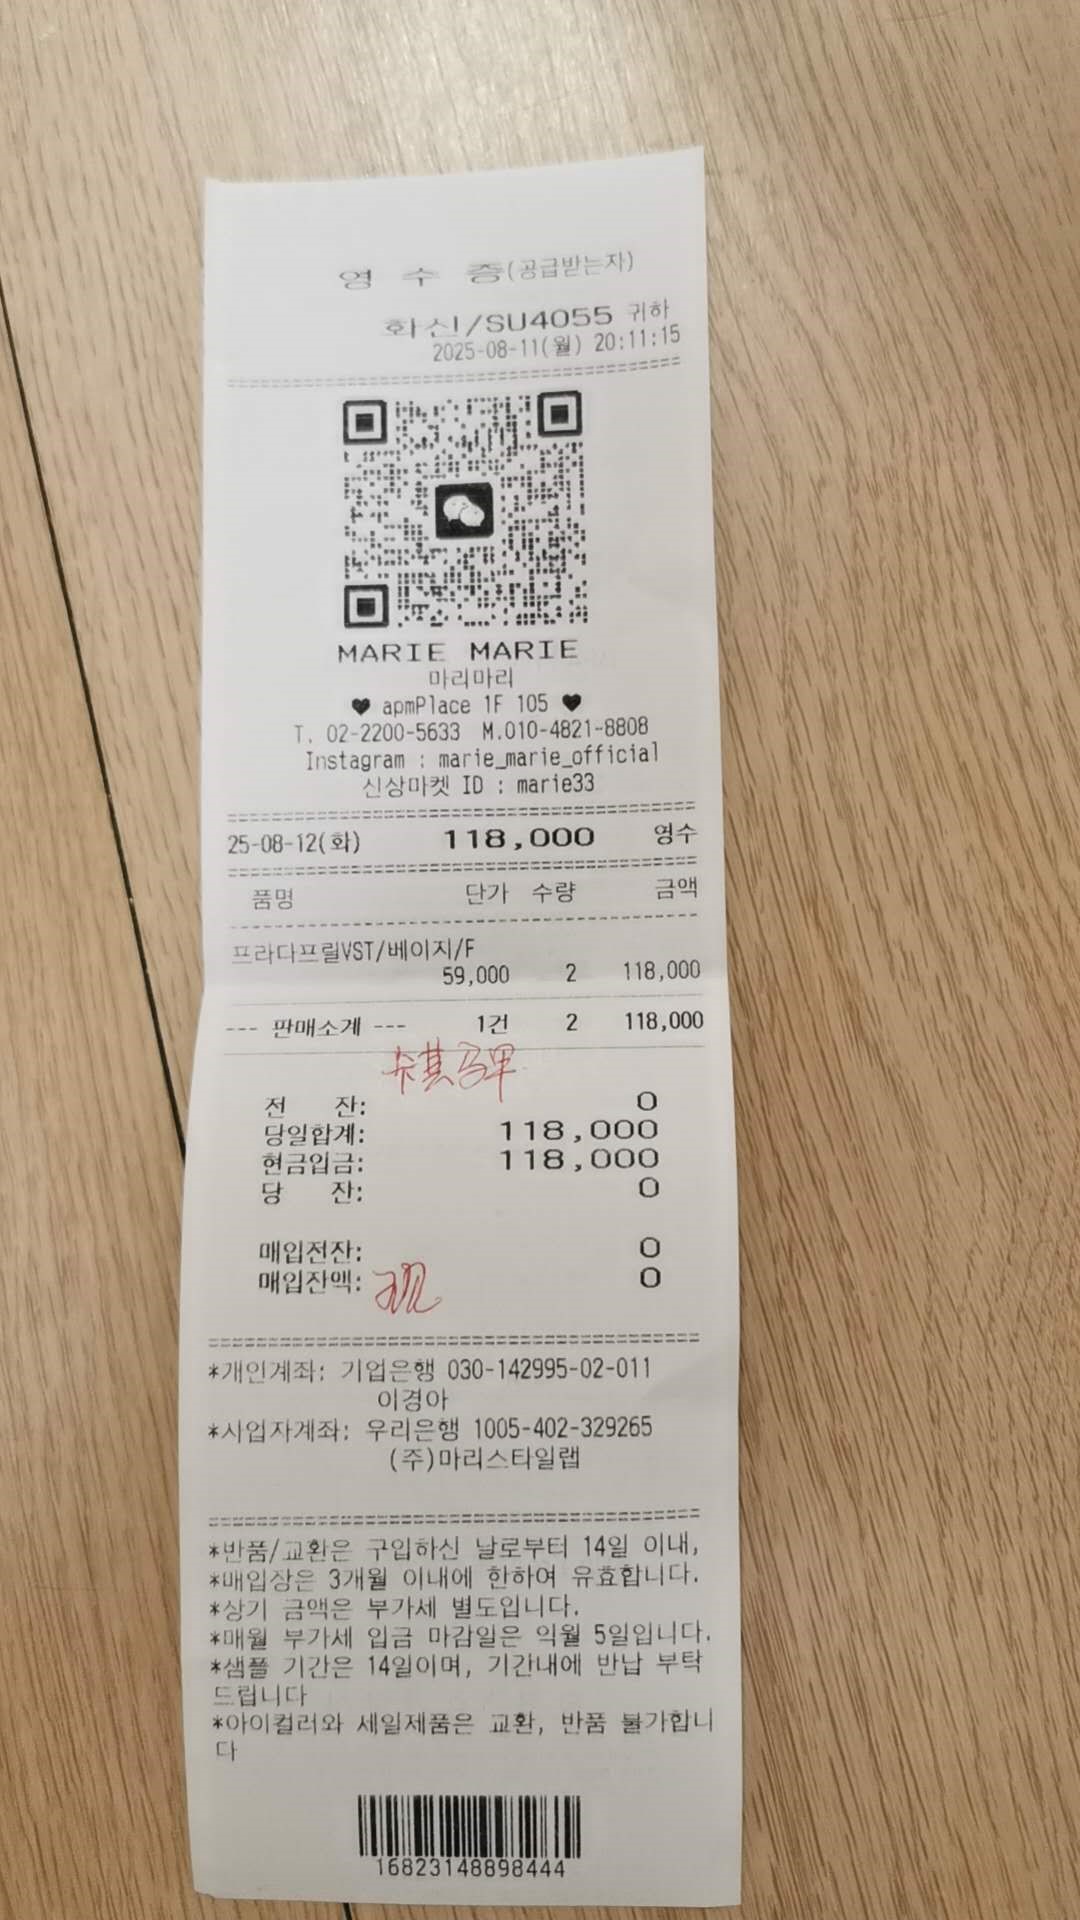 영 수 증(공급받는자)
화신/SU4055 귀하
2025-08-11(월) 20:11:15
MARIE MARIE
마리마리
♥ apmPlace 1F 105 ♥
T. 02-2200-5633 M.010-4821-8808
Instagram : marie_marie_official
신상마켓 ID : marie33
25-08-12(화) 118,000 영수
품명 단가 수량 금액
프라다프릴VST/베이지/F
59,000 2 118,000
--- 판매소계 --- 1건 2 118,000
卡其马甲
전 잔: 0
당일합계: 118,000
현금입금: 118,000
당 잔: 0
매입전잔: 0
매입잔액: 0
现
*개인계좌: 기업은행 030-142995-02-011
이경아
*사업자계좌: 우리은행 1005-402-329265
(주)마리스타일랩
*반품/교환은 구입하신 날로부터 14일 이내,
*매입장은 3개월 이내에 한하여 유효합니다.
*상기 금액은 부가세 별도입니다.
*매월 부가세 입금 마감일은 익월 5일입니다.
*샘플 기간은 14일이며, 기간내에 반납 부탁
드립니다
*아이컬러와 세일제품은 교환, 반품 불가합니
다
16823148898444